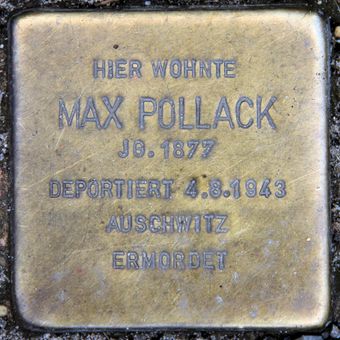 HIER WOHNTE
MAX POLLACK
JG. 1877
DEPORTIERT 4.8.1943
AUSCHWITZ
ERMORDET